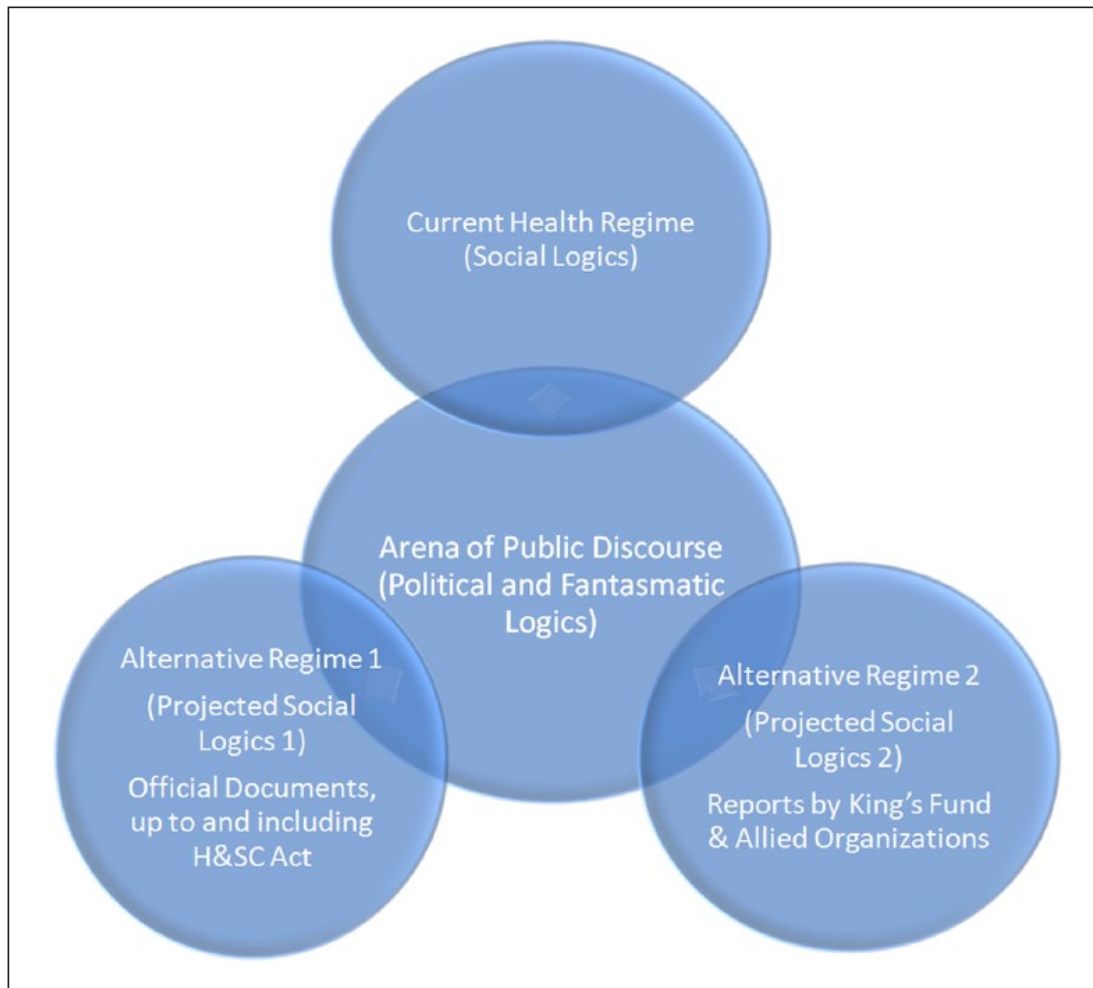 Current Health Regime
(Social Logics)
Arena of Public Discourse
(Political and Fantasmatic
Logics)
Alternative Regime 1
(Projected Social
Logics 1)
Official Documents,
up to and including
H&SC Act
Alternative Regime 2
(Projected Social
Logics 2)
Reports by King's Fund
& Allied Organizations